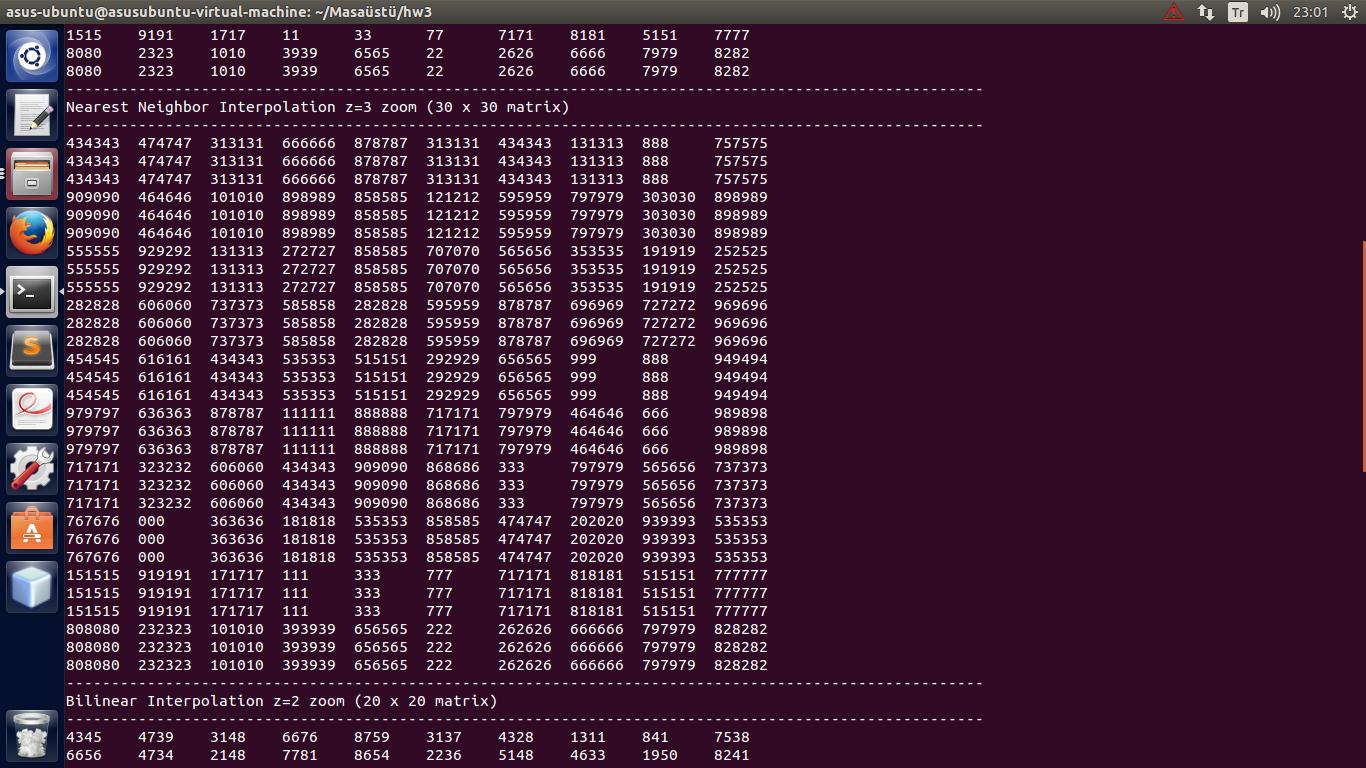 asus-ubuntu@asusubuntu-virtual-machine: ~/Masaüstü/hw3 Tr 23:01
1515 9191 1717 11 33 77 7171 8181 5151 7777
8080 2323 1010 3939 6565 22 2626 6666 7979 8282
8080 2323 1010 3939 6565 22 2626 6666 7979 8282
------------------------------------------------------------------------------------------------------
Nearest Neighbor Interpolation z=3 zoom (30 x 30 matrix)
------------------------------------------------------------------------------------------------------
434343 474747 313131 666666 878787 313131 434343 131313 888 757575
434343 474747 313131 666666 878787 313131 434343 131313 888 757575
434343 474747 313131 666666 878787 313131 434343 131313 888 757575
909090 464646 101010 898989 858585 121212 595959 797979 303030 898989
909090 464646 101010 898989 858585 121212 595959 797979 303030 898989
909090 464646 101010 898989 858585 121212 595959 797979 303030 898989
555555 929292 131313 272727 858585 707070 565656 353535 191919 252525
555555 929292 131313 272727 858585 707070 565656 353535 191919 252525
555555 929292 131313 272727 858585 707070 565656 353535 191919 252525
282828 606060 737373 585858 282828 595959 878787 696969 727272 969696
282828 606060 737373 585858 282828 595959 878787 696969 727272 969696
282828 606060 737373 585858 282828 595959 878787 696969 727272 969696
454545 616161 434343 535353 515151 292929 656565 999 888 949494
454545 616161 434343 535353 515151 292929 656565 999 888 949494
454545 616161 434343 535353 515151 292929 656565 999 888 949494
979797 636363 878787 111111 888888 717171 797979 464646 666 989898
979797 636363 878787 111111 888888 717171 797979 464646 666 989898
979797 636363 878787 111111 888888 717171 797979 464646 666 989898
717171 323232 606060 434343 909090 868686 333 797979 565656 737373
717171 323232 606060 434343 909090 868686 333 797979 565656 737373
717171 323232 606060 434343 909090 868686 333 797979 565656 737373
767676 000 363636 181818 535353 858585 474747 202020 939393 535353
767676 000 363636 181818 535353 858585 474747 202020 939393 535353
767676 000 363636 181818 535353 858585 474747 202020 939393 535353
151515 919191 171717 111 333 777 717171 818181 515151 777777
151515 919191 171717 111 333 777 717171 818181 515151 777777
151515 919191 171717 111 333 777 717171 818181 515151 777777
808080 232323 101010 393939 656565 222 262626 666666 797979 828282
808080 232323 101010 393939 656565 222 262626 666666 797979 828282
808080 232323 101010 393939 656565 222 262626 666666 797979 828282
------------------------------------------------------------------------------------------------------
Bilinear Interpolation z=2 zoom (20 x 20 matrix)
------------------------------------------------------------------------------------------------------
4345 4739 3148 6676 8759 3137 4328 1311 841 7538
6656 4734 2148 7781 8654 2236 5148 4633 1950 8241